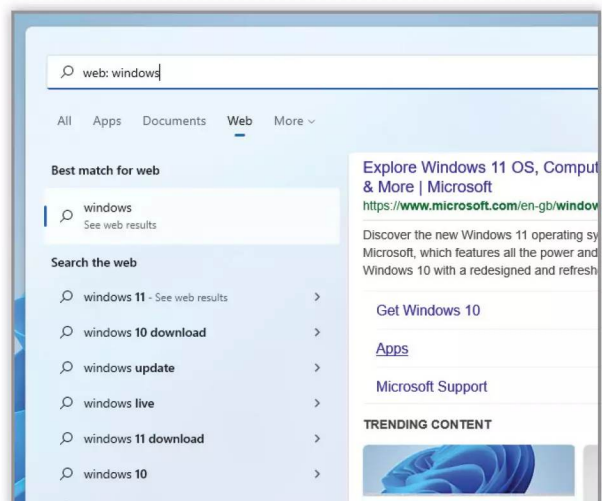 web: windows
All Apps Documents Web More
Best match for web
windows
See web results
Search the web
windows 11 - See web results
windows 10 download
windows update
windows live
windows 11 download
windows 10
Explore Windows 11 OS, Comput
& More | Microsoft
https://www.microsoft.com/en-gb/window
Discover the new Windows 11 operating sy
Microsoft, which features all the power and
Windows 10 with a redesigned and refresh
Get Windows 10
Apps
Microsoft Support
TRENDING CONTENT